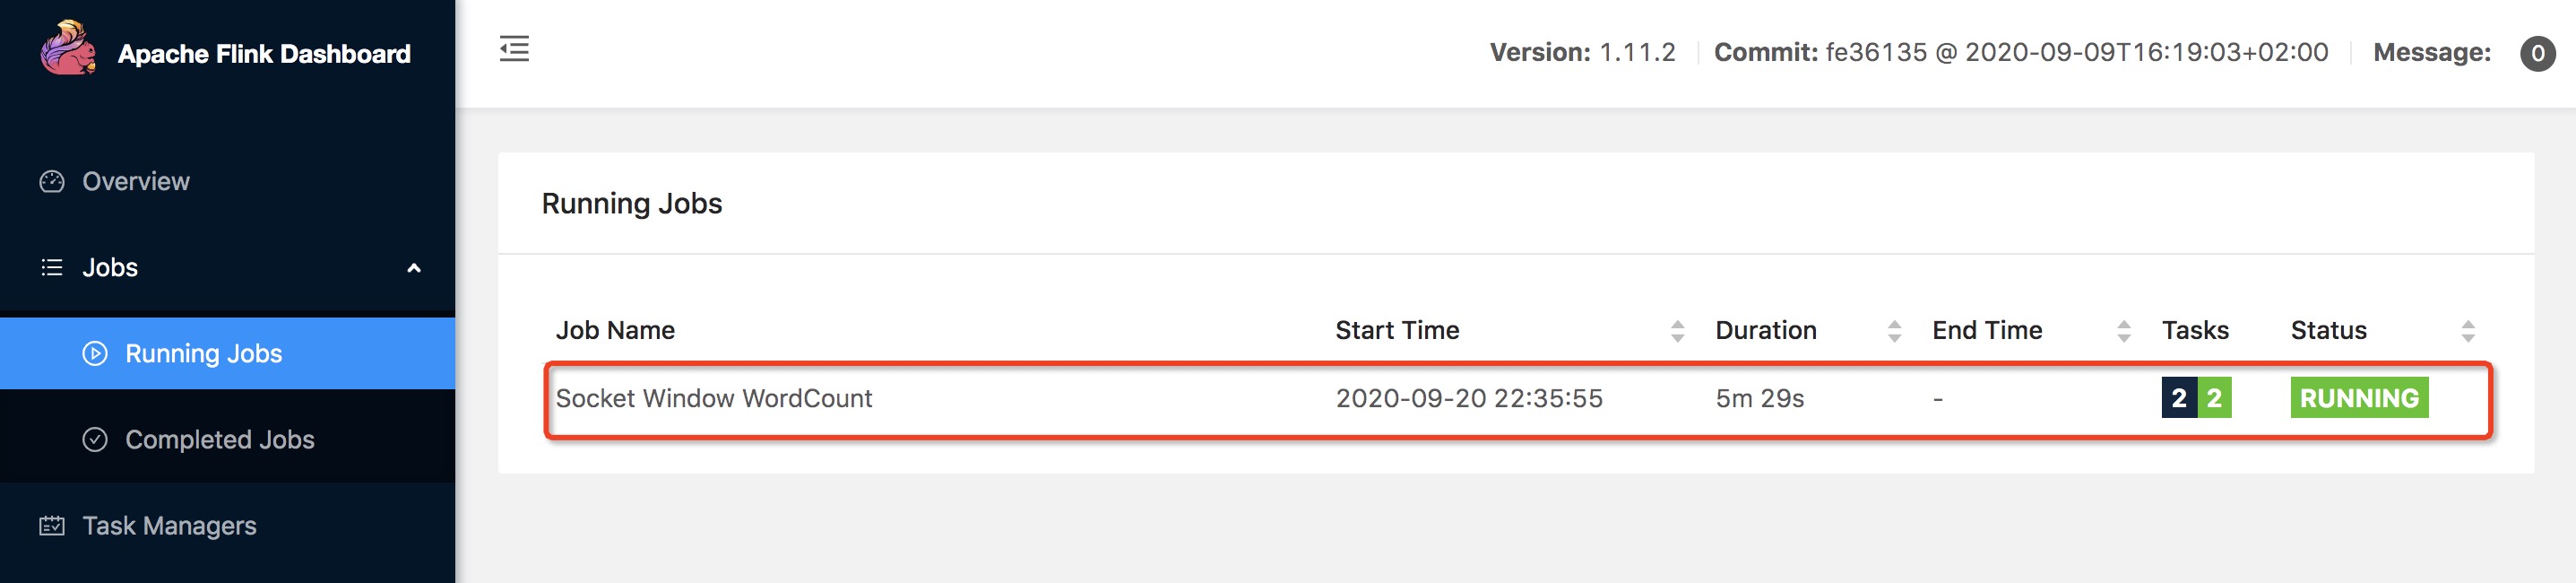 Apache Flink Dashboard
Version: 1.11.2 Commit: fe36135 @ 2020-09-09T16:19:03+02:00 Message: 0
Overview
Jobs
Running Jobs
Completed Jobs
Task Managers
Running Jobs
Job Name Start Time Duration End Time Tasks Status
Socket Window WordCount 2020-09-20 22:35:55 5m 29s - 2 2 RUNNING